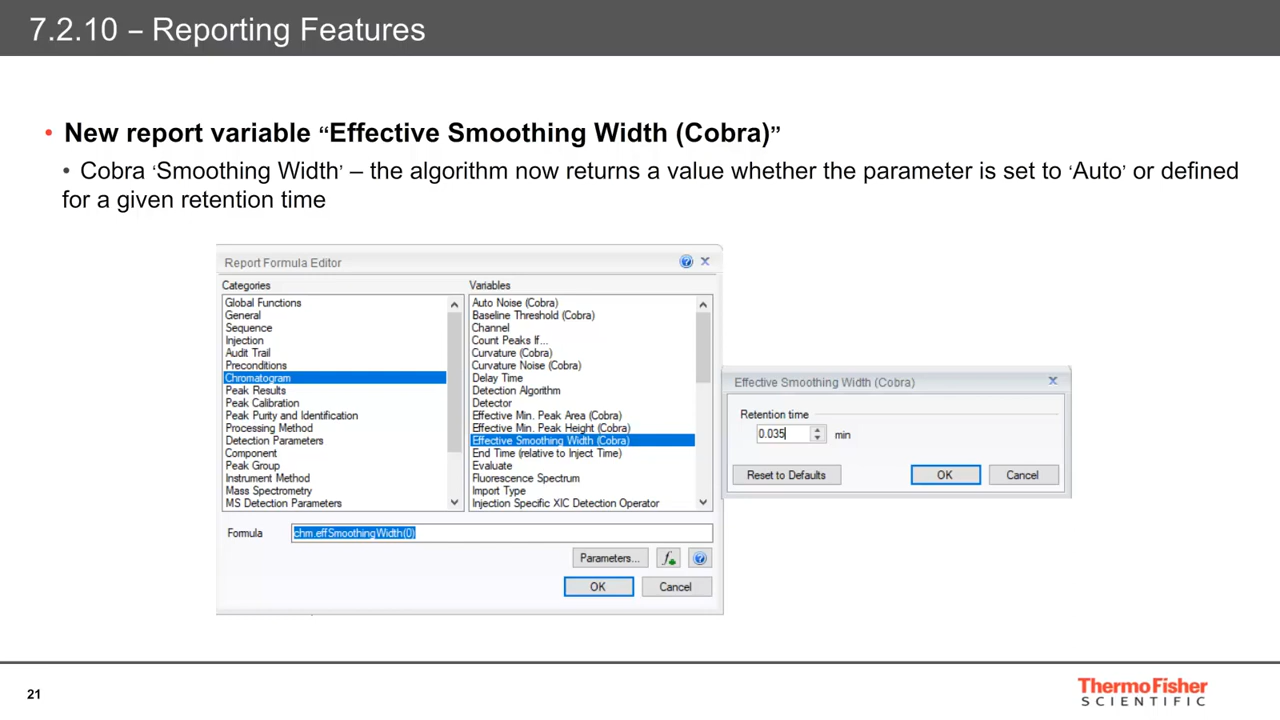 7.2.10 – Reporting Features
• New report variable “Effective Smoothing Width (Cobra)”
• Cobra ‘Smoothing Width’ – the algorithm now returns a value whether the parameter is set to ‘Auto’ or defined
for a given retention time
Report Formula Editor
Categories
Global Functions
General
Sequence
Injection
Audit Trail
Preconditions
Chromatogram
Peak Results
Peak Calibration
Peak Purity and Identification
Processing Method
Detection Parameters
Component
Peak Group
Instrument Method
Mass Spectrometry
MS Detection Parameters
Variables
Auto Noise (Cobra)
Baseline Threshold (Cobra)
Channel
Count Peaks If...
Curvature (Cobra)
Curvature Noise (Cobra)
Delay Time
Detection Algorithm
Detector
Effective Min. Peak Area (Cobra)
Effective Min. Peak Height (Cobra)
Effective Smoothing Width (Cobra)
End Time (relative to Inject Time)
Evaluate
Fluorescence Spectrum
Import Type
Injection Specific XIC Detection Operator
Formula chm.effSmoothingWidth(0)
Parameters...
OK Cancel
Effective Smoothing Width (Cobra)
Retention time
0.035 min
Reset to Defaults OK Cancel
21
ThermoFisher
SCIENTIFIC